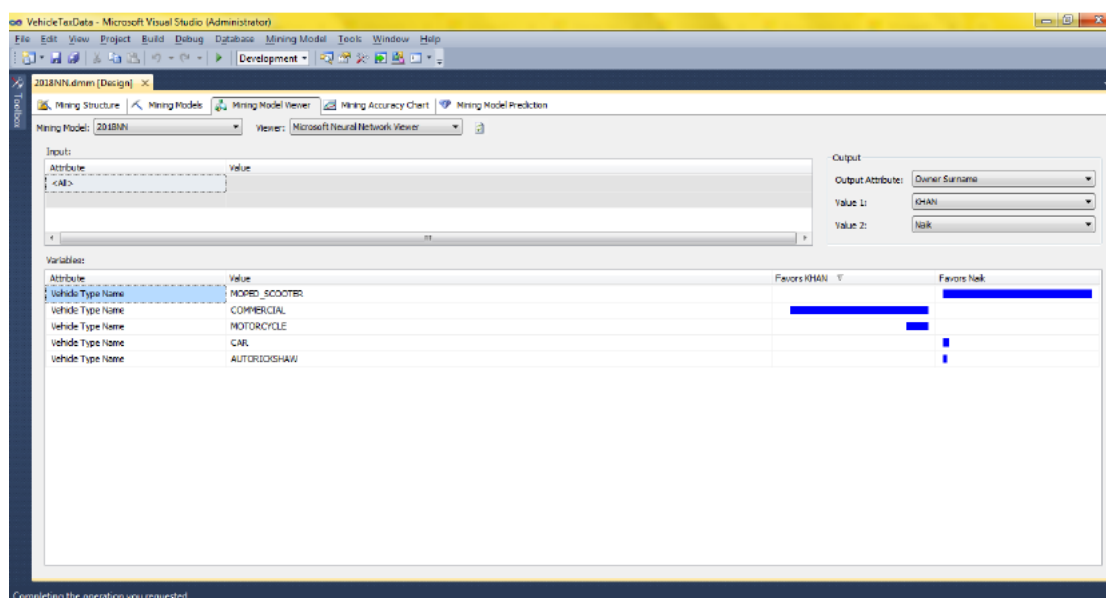 VehicleTaxData - Microsoft Visual Studio (Administrator)
File Edit View Project Build Debug Database Mining Model Tools Window Help
Development
2018NN.dmm [Design] X
Toolbox
Mining Structure Mining Models Mining Model Viewer Mining Accuracy Chart Mining Model Prediction
Mining Model: 2018NN Viewer: Microsoft Neural Network Viewer
Input:
Attribute Value
<All>
Output
Output Attribute: Owner Surname
Value 1: KHAN
Value 2: Naik
Variables:
Attribute Value Favors KHAN Favors Naik
Vehicle Type Name MOPED_SCOOTER
Vehicle Type Name COMMERCIAL
Vehicle Type Name MOTORCYCLE
Vehicle Type Name CAR
Vehicle Type Name AUTORICKSHAW
Completing the operation you requested